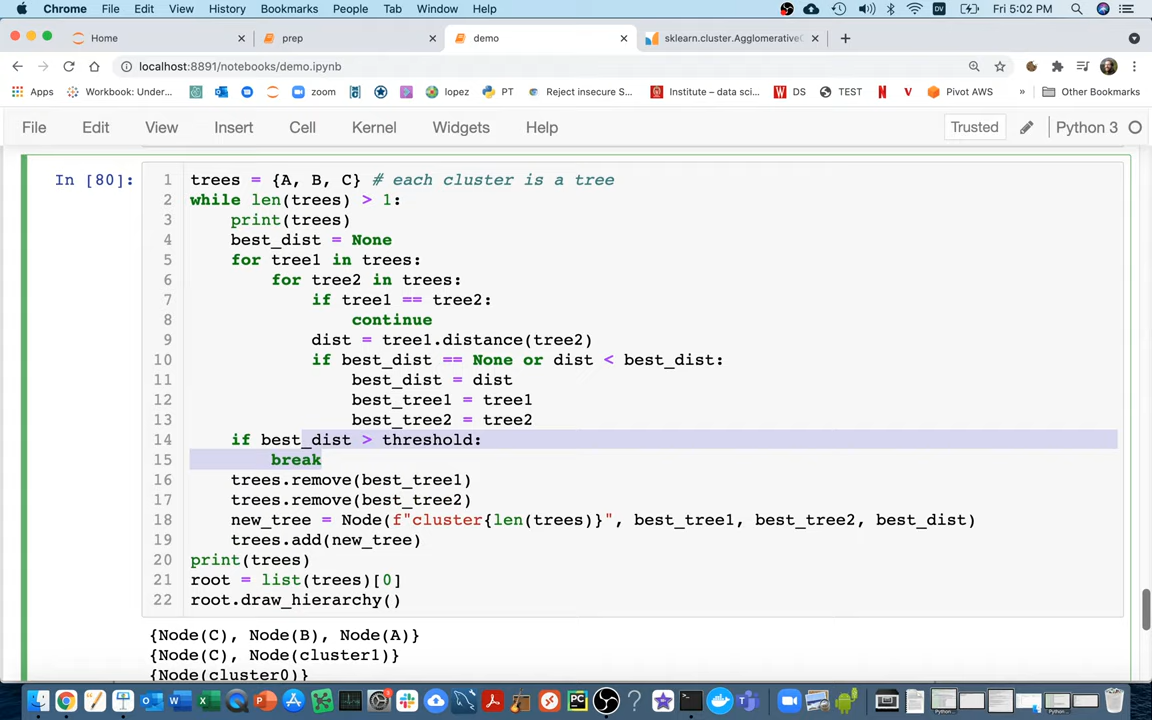 Chrome File Edit View History Bookmarks People Tab Window Help Fri 5:02 PM
Home prep demo sklearn.cluster.Agglomerative
localhost:8891/notebooks/demo.ipynb
Apps Workbook: Under... zoom lopez PT Reject insecure S... Institute – data sci... DS TEST Pivot AWS » Other Bookmarks
File Edit View Insert Cell Kernel Widgets Help Trusted Python 3
In [80]: 1 trees = {A, B, C} # each cluster is a tree
2 while len(trees) > 1:
3 print(trees)
4 best_dist = None
5 for tree1 in trees:
6 for tree2 in trees:
7 if tree1 == tree2:
8 continue
9 dist = tree1.distance(tree2)
10 if best_dist == None or dist < best_dist:
11 best_dist = dist
12 best_tree1 = tree1
13 best_tree2 = tree2
14 if best_dist > threshold:
15 break
16 trees.remove(best_tree1)
17 trees.remove(best_tree2)
18 new_tree = Node(f"cluster{len(trees)}", best_tree1, best_tree2, best_dist)
19 trees.add(new_tree)
20 print(trees)
21 root = list(trees)[0]
22 root.draw_hierarchy()
{Node(C), Node(B), Node(A)}
{Node(C), Node(cluster1)}
{Node(cluster0)}